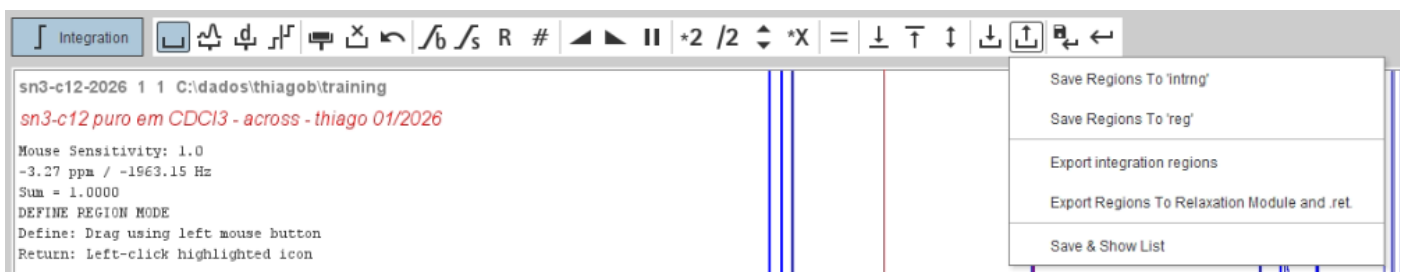 Integration
R # *2 /2 *X =
sn3-c12-2026 1 1 C:\dados\thiagob\training
sn3-c12 puro em CDCl3 - across - thiago 01/2026
Mouse Sensitivity: 1.0
-3.27 ppm / -1963.15 Hz
Sum = 1.0000
DEFINE REGION MODE
Define: Drag using left mouse button
Return: Left-click highlighted icon
Save Regions To 'intrng'
Save Regions To 'reg'
Export integration regions
Export Regions To Relaxation Module and .ret.
Save & Show List